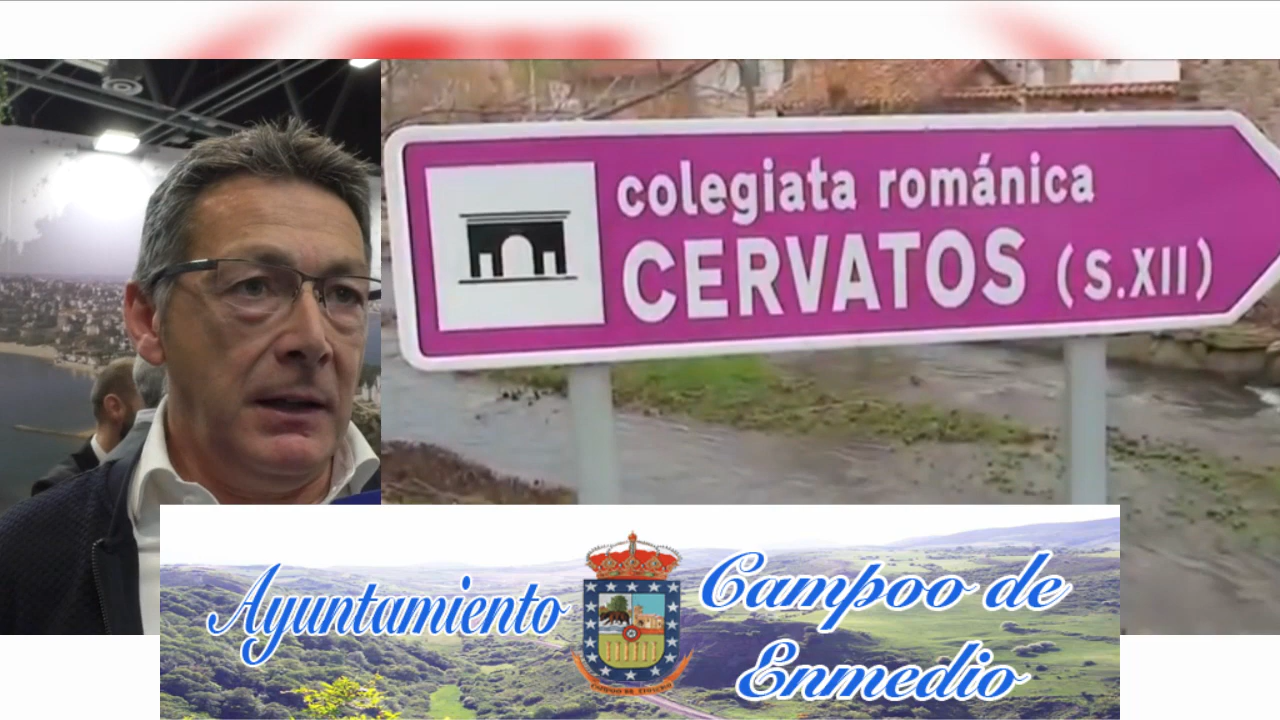 colegiata románica
CERVATOS (S.XII)
Ayuntamiento
Campoo de
Enmedio